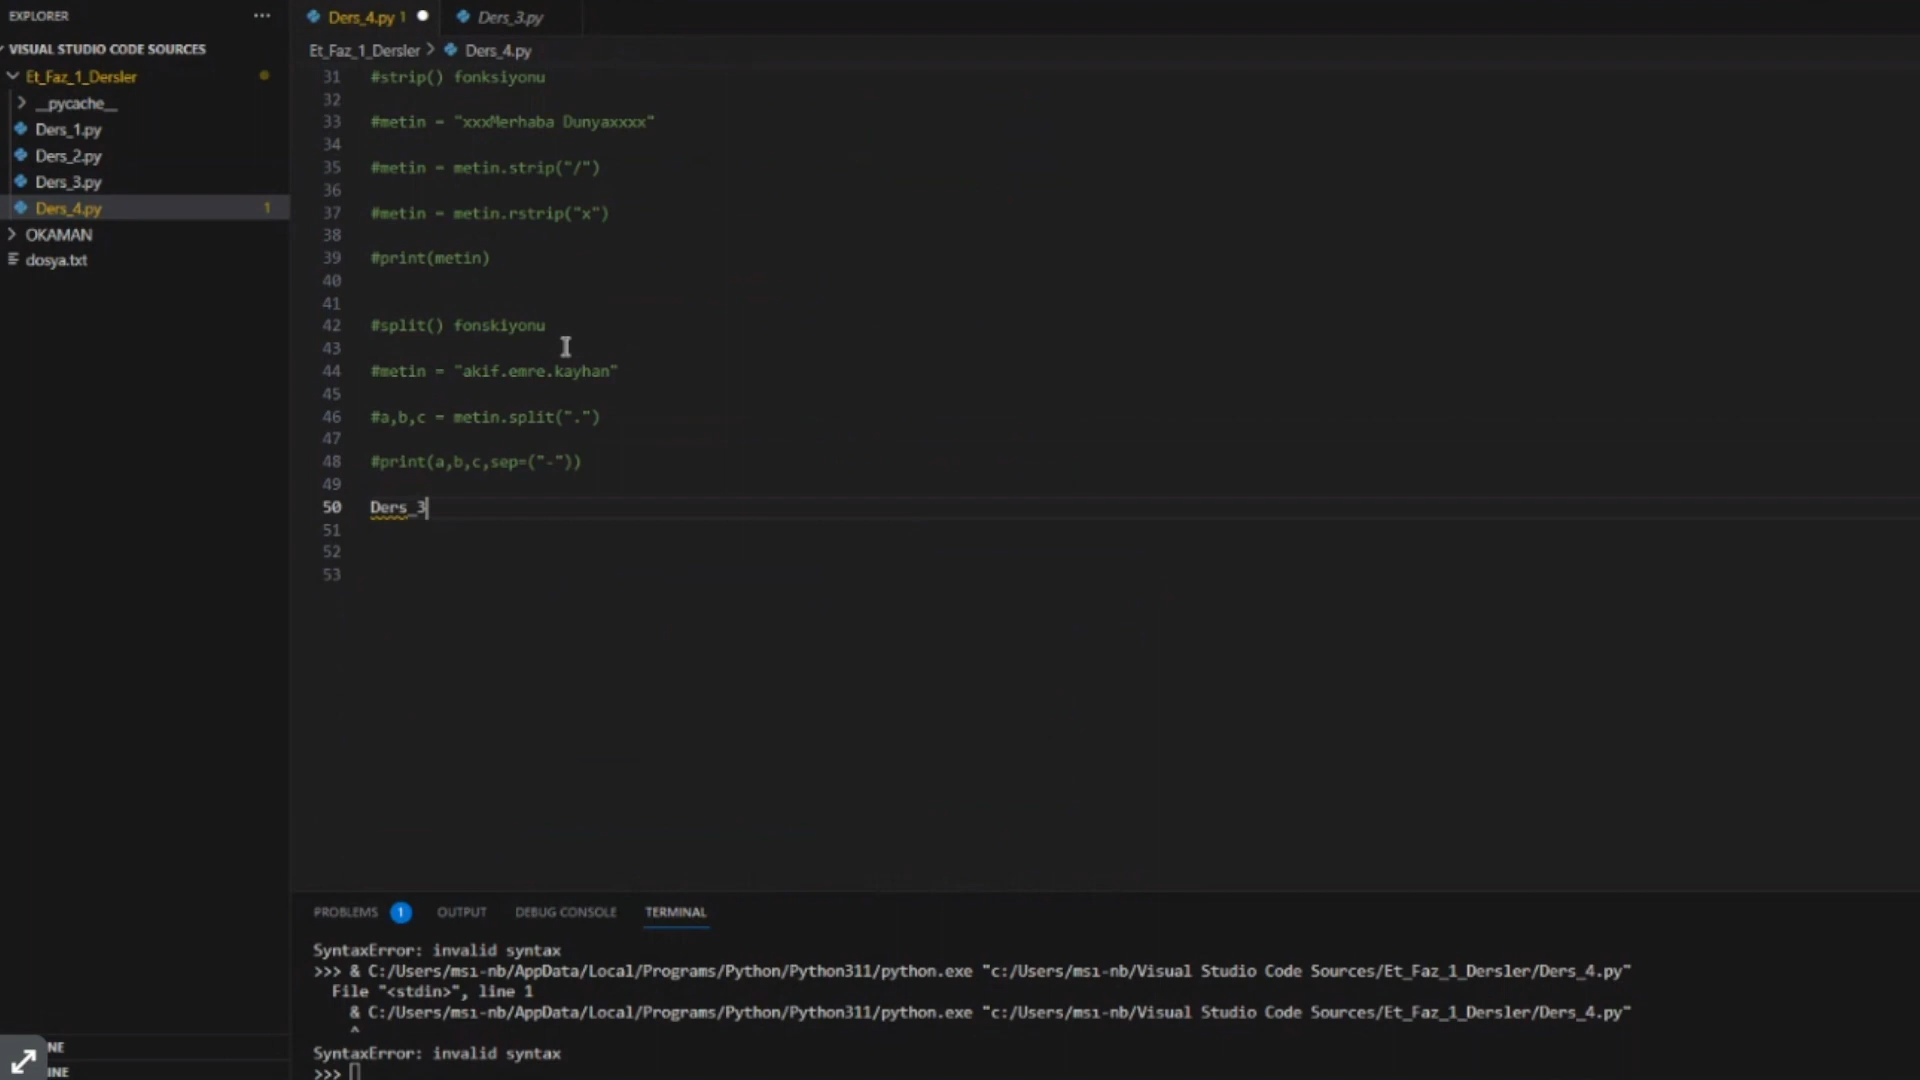 EXPLORER
VISUAL STUDIO CODE SOURCES
Et_Faz_1_Dersler
__pycache__
Ders_1.py
Ders_2.py
Ders_3.py
Ders_4.py 1
OKAMAN
dosya.txt
NE
INE
Ders_4.py 1 Ders_3.py
Et_Faz_1_Dersler > Ders_4.py
31 #strip() fonksiyonu
32
33 #metin = "xxxMerhaba Dunyaxxxx"
34
35 #metin = metin.strip("/")
36
37 #metin = metin.rstrip("x")
38
39 #print(metin)
40
41
42 #split() fonskiyonu
43
44 #metin = "akif.emre.kayhan"
45
46 #a,b,c = metin.split(".")
47
48 #print(a,b,c,sep=("-"))
49
50 Ders_3
51
52
53
PROBLEMS 1 OUTPUT DEBUG CONSOLE TERMINAL
SyntaxError: invalid syntax
>>> & C:/Users/msı-nb/AppData/Local/Programs/Python/Python311/python.exe "c:/Users/msı-nb/Visual Studio Code Sources/Et_Faz_1_Dersler/Ders_4.py"
File "<stdin>", line 1
& C:/Users/msı-nb/AppData/Local/Programs/Python/Python311/python.exe "c:/Users/msı-nb/Visual Studio Code Sources/Et_Faz_1_Dersler/Ders_4.py"
^
SyntaxError: invalid syntax
>>>